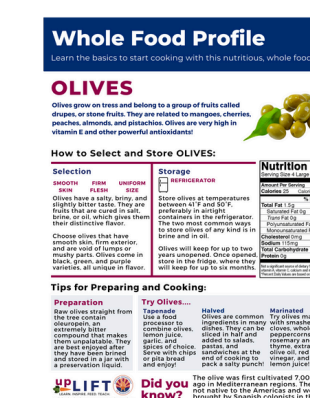 Whole Food Profile
Learn the basics to start cooking with this nutritious, whole food
OLIVES
Olives grow on tress and belong to a group of fruits called
drupes, or stone fruits. They are related to mangoes, cherries,
peaches, almonds, and pistachios. Olives are very high in
vitamin E and other powerful antioxidants!
How to Select and Store OLIVES:
Selection
SMOOTH SKIN
FIRM FLESH
UNIFORM SIZE
Olives have a salty, briny, and
slightly bitter taste. They are
fruits that are cured in salt,
brine, or oil, which gives them
their distinctive flavor.
Choose olives that have
smooth skin, firm exterior,
and are void of lumps or
mushy parts. Olives come in
black, green, and purple
varieties, all unique in flavor.
Storage
REFRIGERATOR
Store olives at temperatures
between 41°F and 50°F,
preferably in airtight
containers in the refrigerator.
The two most common ways
to store olives of any kind is in
brine and in oil.
Olives will keep for up to two
years unopened. Once opened,
store in the fridge, where they
will keep for up to six months.
Nutrition
Serving Size 4 Large
Amount Per Serving
Calories 25
Total Fat 1.5g
Saturated Fat 0g
Trans Fat 0g
Polyunsaturated F
Monounsaturated
Cholesterol 0mg
Sodium 115mg
Total Carbohydrate
Protein 0g
Tips for Preparing and Cooking:
Preparation
Raw olives straight from
the tree contain
oleuropein, an
extremely bitter
compound that makes
them unpalatable. They
are best enjoyed after
they have been brined
and stored in a jar with
a preservation liquid.
Try Olives....
Tapenade
Use a food
processor to
combine olives,
lemon juice,
garlic, and
spices of choice.
Serve with chips
or pita bread
and enjoy!
Halved
Olives are common
ingredients in many
dishes. They can be
sliced in half and
added to salads,
pastas, and
sandwiches at the
end of cooking to
pack a salty punch!
Marinated
Try olives ma
with smashe
cloves, whol
peppercorns
rosemary an
thyme, extra
olive oil, red
vinegar, and
lemon juice!
UPLIFT
LEARN. INSPIRE. FEED. TEACH.
Did you
know?
The olive was first cultivated 7,00
ago in Mediterranean regions. The
not native to the Americas and w
brought by Spanish colonists in th